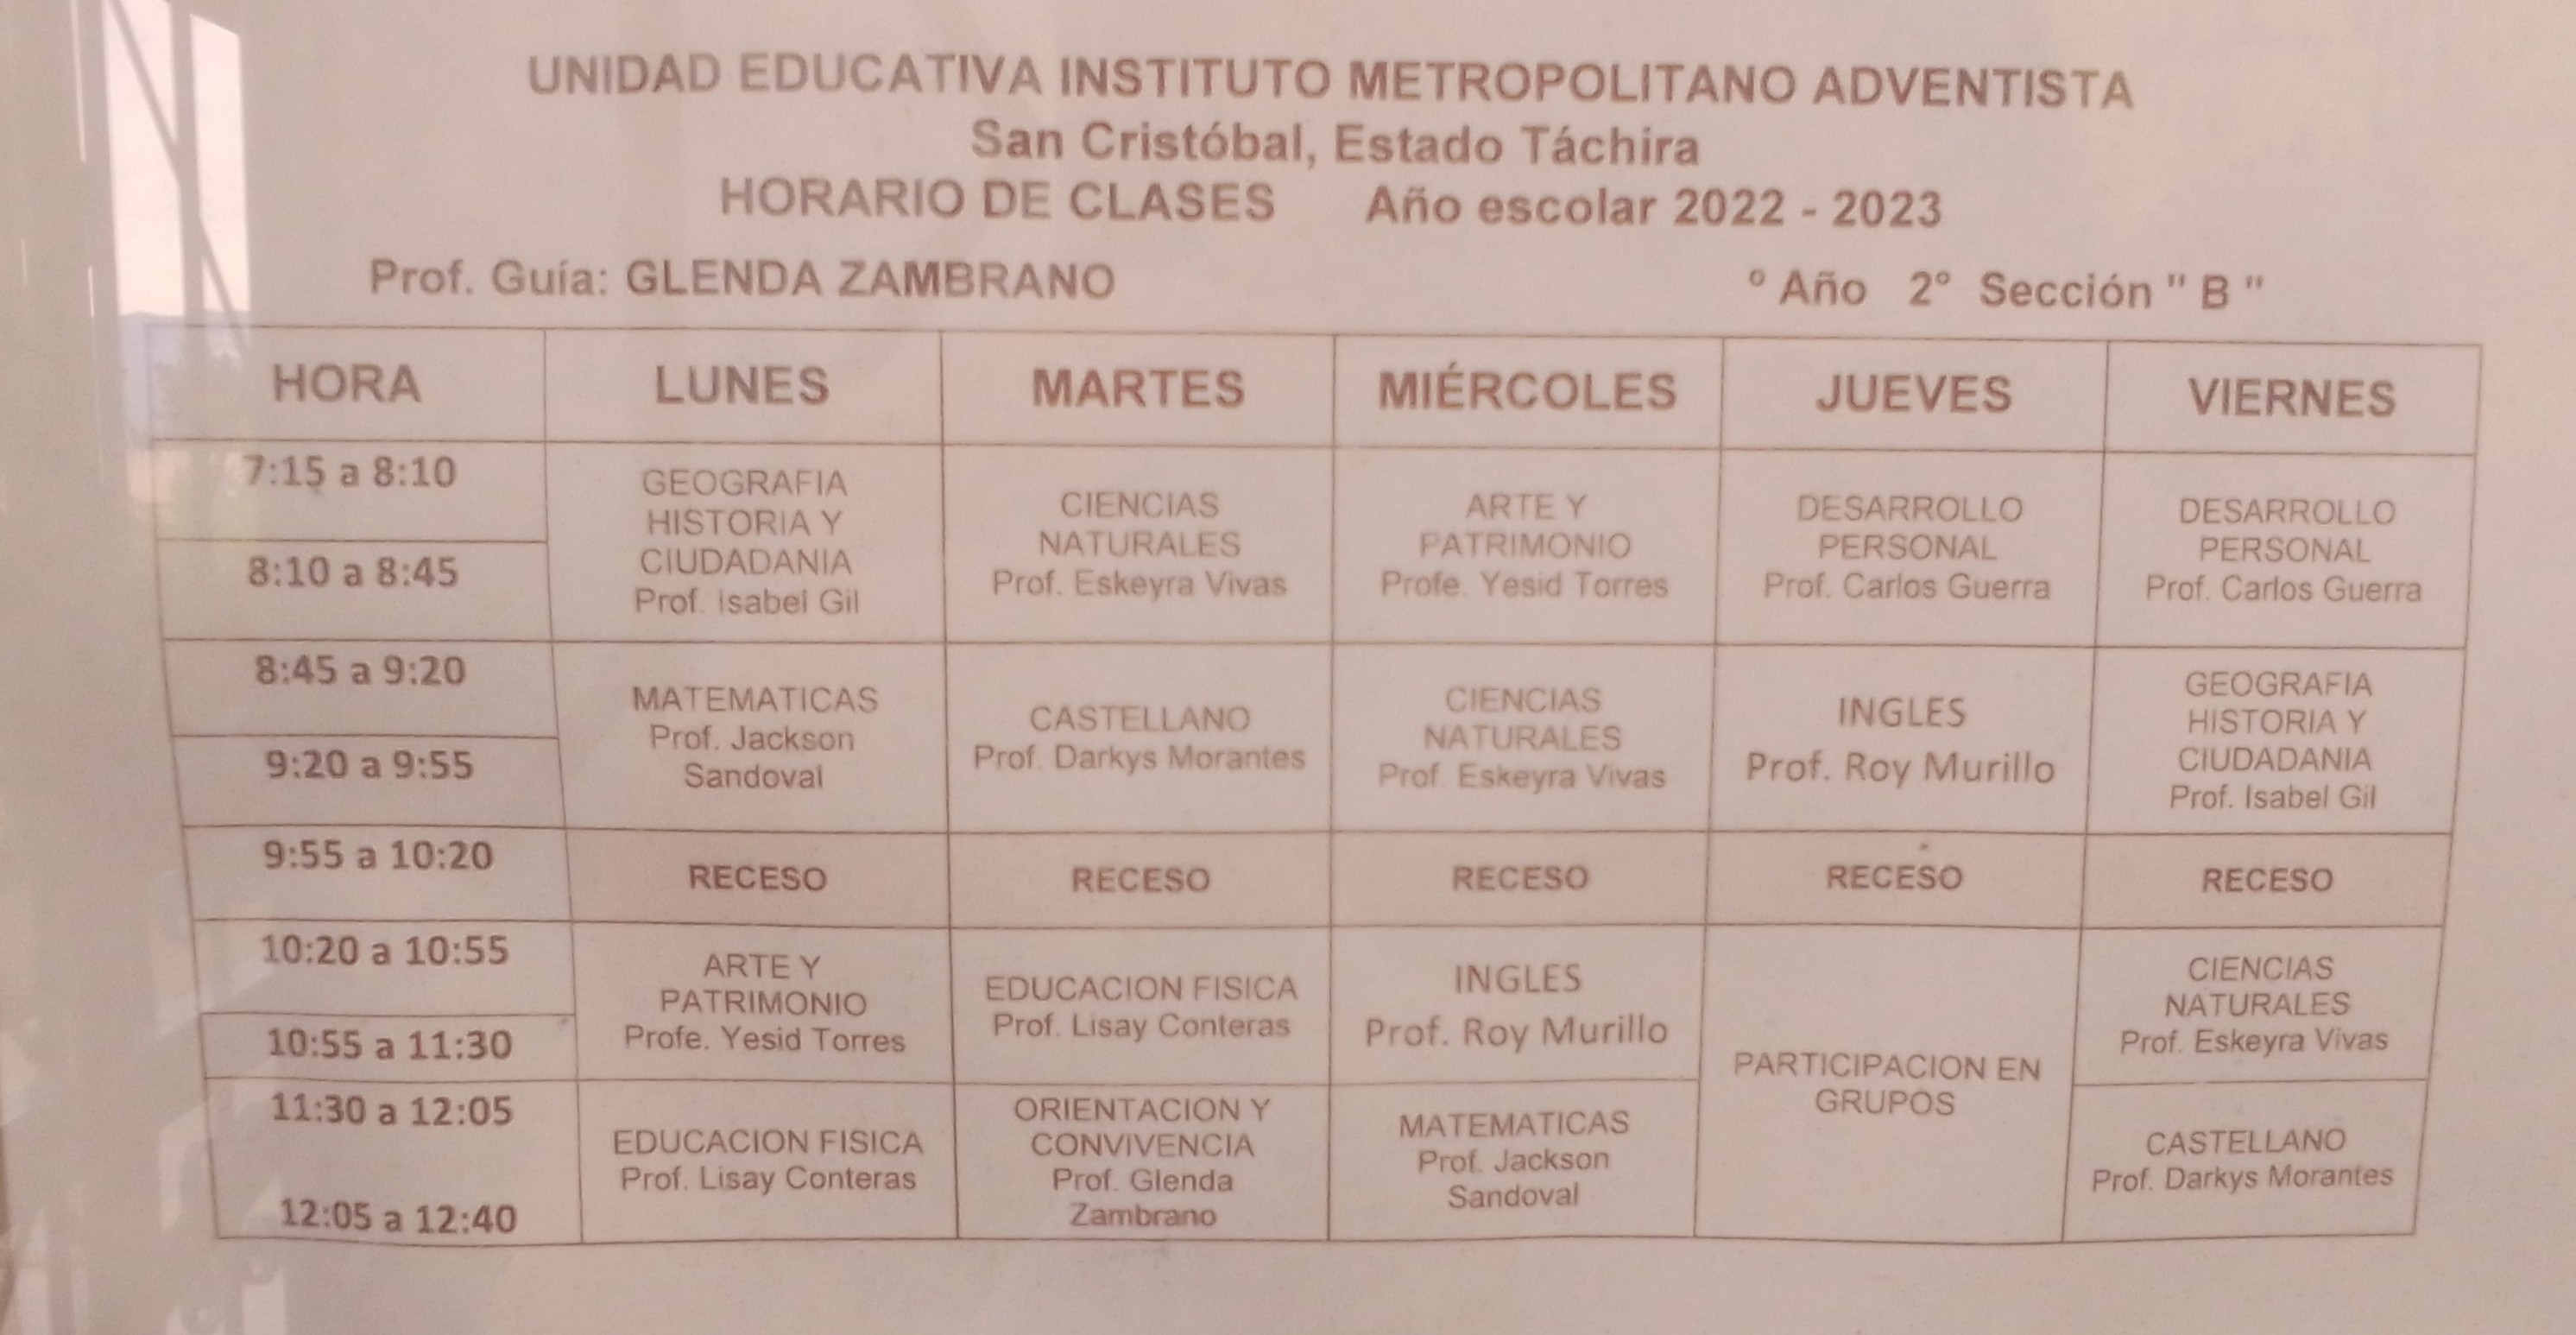 UNIDAD EDUCATIVA INSTITUTO METROPOLITANO ADVENTISTA
San Cristóbal, Estado Táchira
HORARIO DE CLASES Año escolar 2022 - 2023
Prof. Guía: GLENDA ZAMBRANO
º Año 2° Sección " B "
HORA
LUNES
MARTES
MIÉRCOLES
JUEVES
VIERNES
7:15 a 8:10
8:10 a 8:45
GEOGRAFIA
HISTORIA Y
CIUDADANIA
Prof. Isabel Gil
CIENCIAS
NATURALES
Prof. Eskeyra Vivas
ARTE Y
PATRIMONIO
Profe. Yesid Torres
DESARROLLO
PERSONAL
Prof. Carlos Guerra
DESARROLLO
PERSONAL
Prof. Carlos Guerra
8:45 a 9:20
9:20 a 9:55
MATEMATICAS
Prof. Jackson
Sandoval
CASTELLANO
Prof. Darkys Morantes
CIENCIAS
NATURALES
Prof. Eskeyra Vivas
INGLES
Prof. Roy Murillo
GEOGRAFIA
HISTORIA Y
CIUDADANIA
Prof. Isabel Gil
9:55 a 10:20
RECESO
RECESO
RECESO
RECESO
RECESO
10:20 a 10:55
10:55 a 11:30
ARTE Y
PATRIMONIO
Profe. Yesid Torres
EDUCACION FISICA
Prof. Lisay Conteras
INGLES
Prof. Roy Murillo
PARTICIPACION EN
GRUPOS
CIENCIAS
NATURALES
Prof. Eskeyra Vivas
11:30 a 12:05
12:05 a 12:40
EDUCACION FISICA
Prof. Lisay Conteras
ORIENTACION Y
CONVIVENCIA
Prof. Glenda
Zambrano
MATEMATICAS
Prof. Jackson
Sandoval
CASTELLANO
Prof. Darkys Morantes